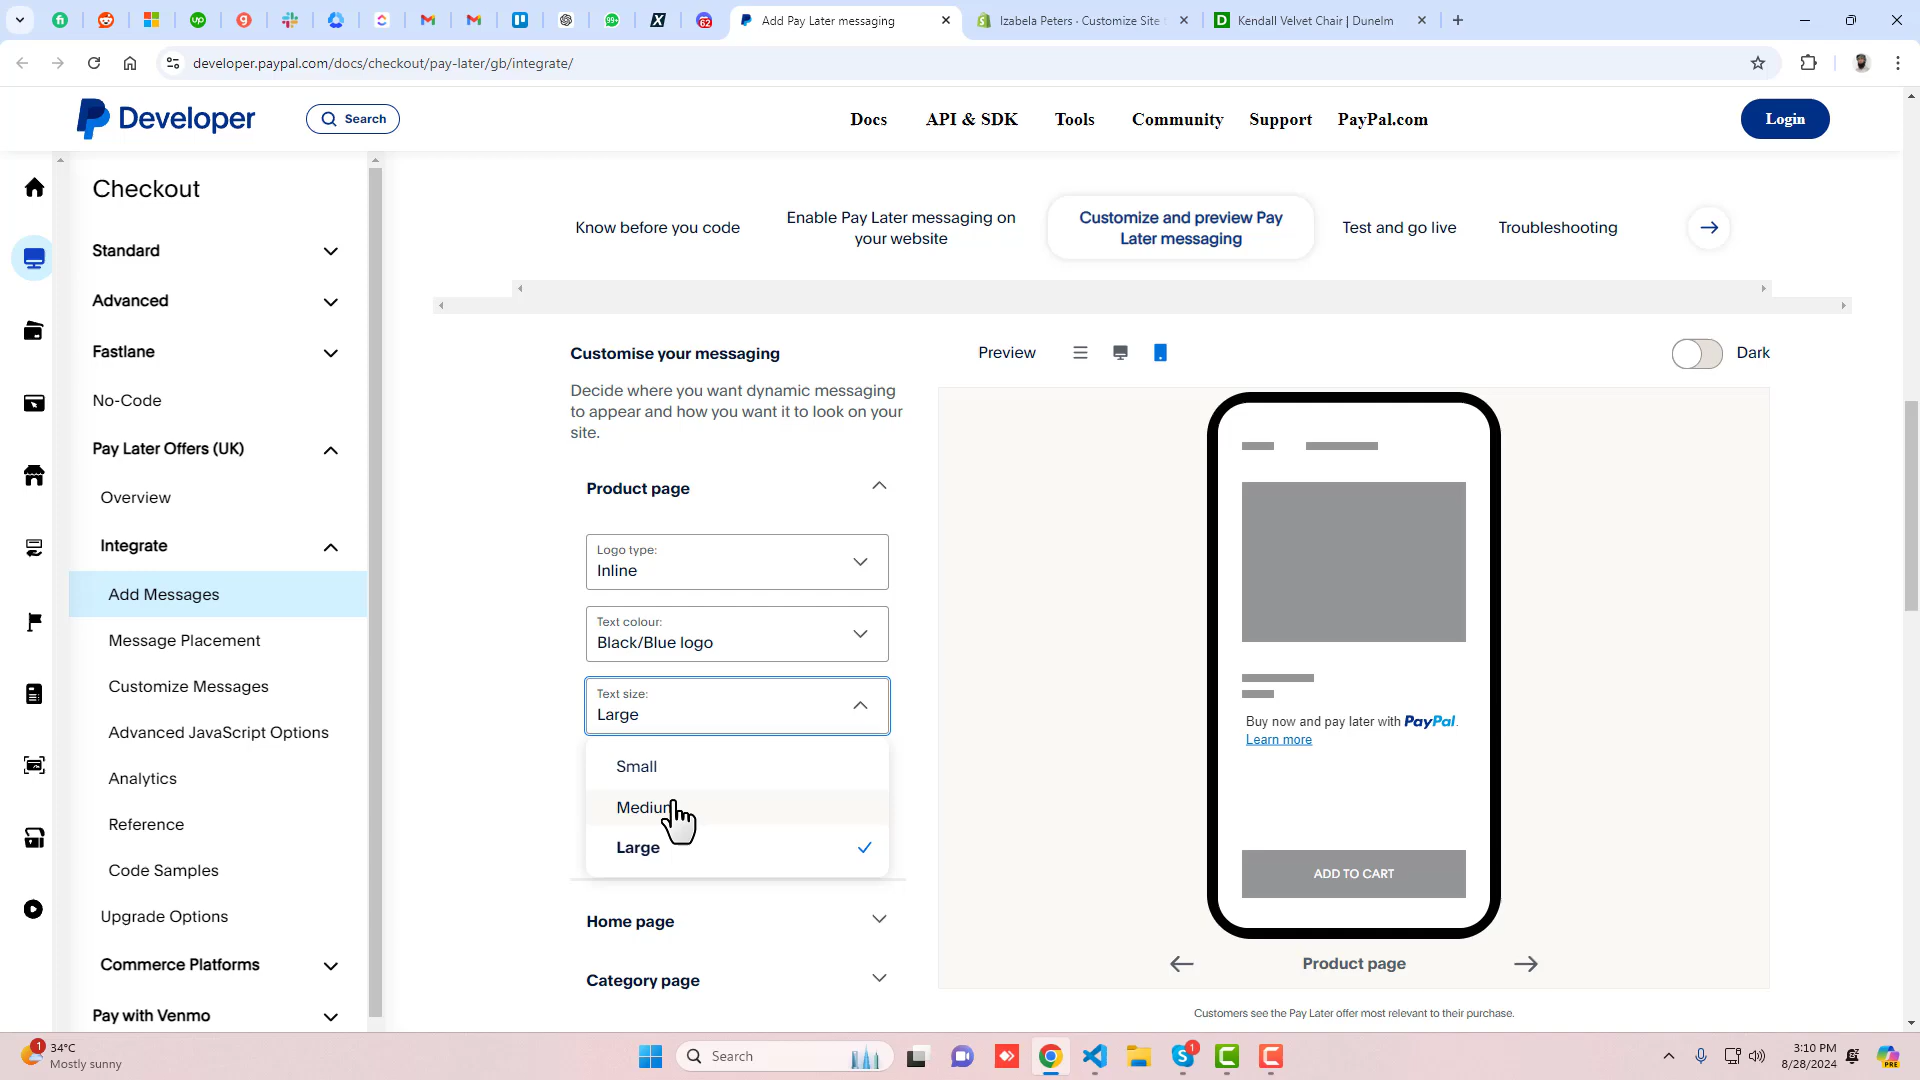 Add Pay Later messaging
Izabela Peters · Customize Site
Kendall Velvet Chair | Dunelm
developer.paypal.com/docs/checkout/pay-later/gb/integrate/
Developer
Search
Docs
API & SDK
Tools
Community
Support
PayPal.com
Login
Checkout
Standard
Advanced
Fastlane
No-Code
Pay Later Offers (UK)
Overview
Integrate
Add Messages
Message Placement
Customize Messages
Advanced JavaScript Options
Analytics
Reference
Code Samples
Upgrade Options
Commerce Platforms
Pay with Venmo
Know before you code
Enable Pay Later messaging on
your website
Customize and preview Pay
Later messaging
Test and go live
Troubleshooting
Customise your messaging
Decide where you want dynamic messaging
to appear and how you want it to look on your
site.
Product page
Logo type:
Inline
Text colour:
Black/Blue logo
Text size:
Large
Small
Medium
Large
Home page
Category page
Preview
Dark
Buy now and pay later with PayPal.
Learn more
ADD TO CART
Product page
Customers see the Pay Later offer most relevant to their purchase.
1
34°C
Mostly sunny
Search
1
3:10 PM
8/28/2024
PRE
99+
62